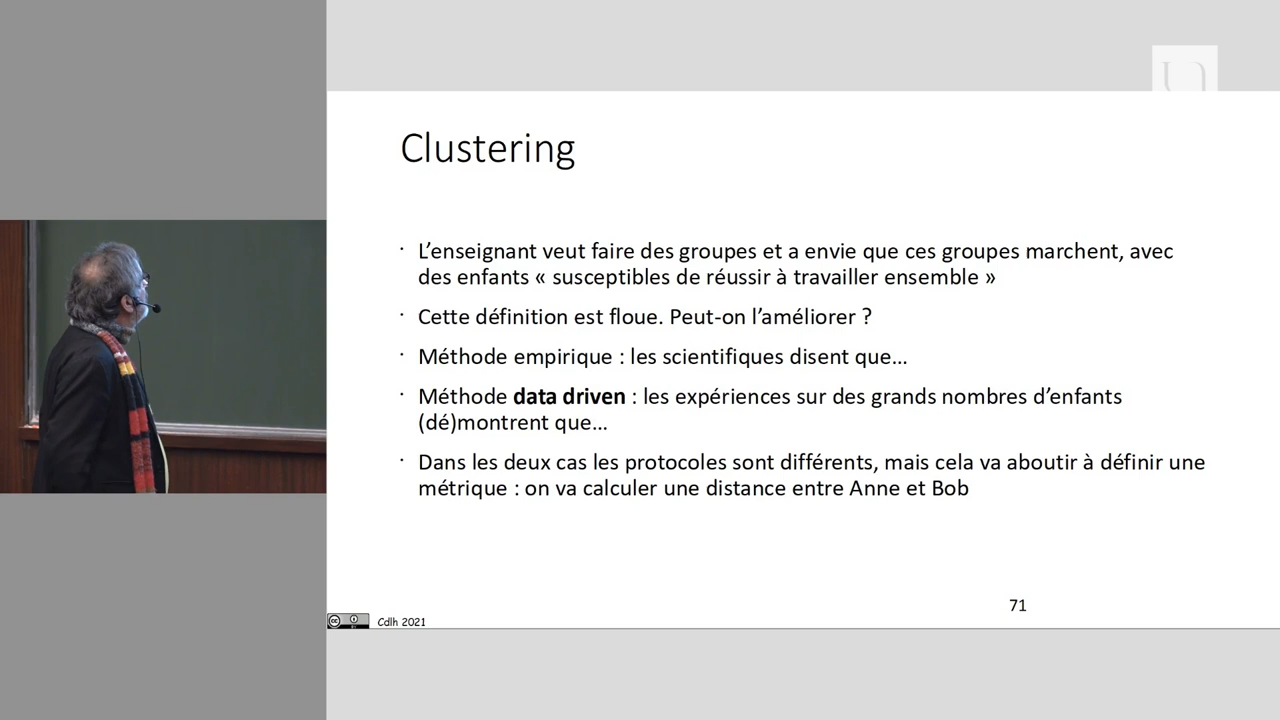 Clustering
L’enseignant veut faire des groupes et a envie que ces groupes marchent, avec
des enfants « susceptibles de réussir à travailler ensemble »
Cette définition est floue. Peut-on l’améliorer ?
Méthode empirique : les scientifiques disent que…
Méthode data driven : les expériences sur des grands nombres d’enfants
(dé)montrent que…
Dans les deux cas les protocoles sont différents, mais cela va aboutir à définir une
métrique : on va calculer une distance entre Anne et Bob
71
cc
Cdlh 2021